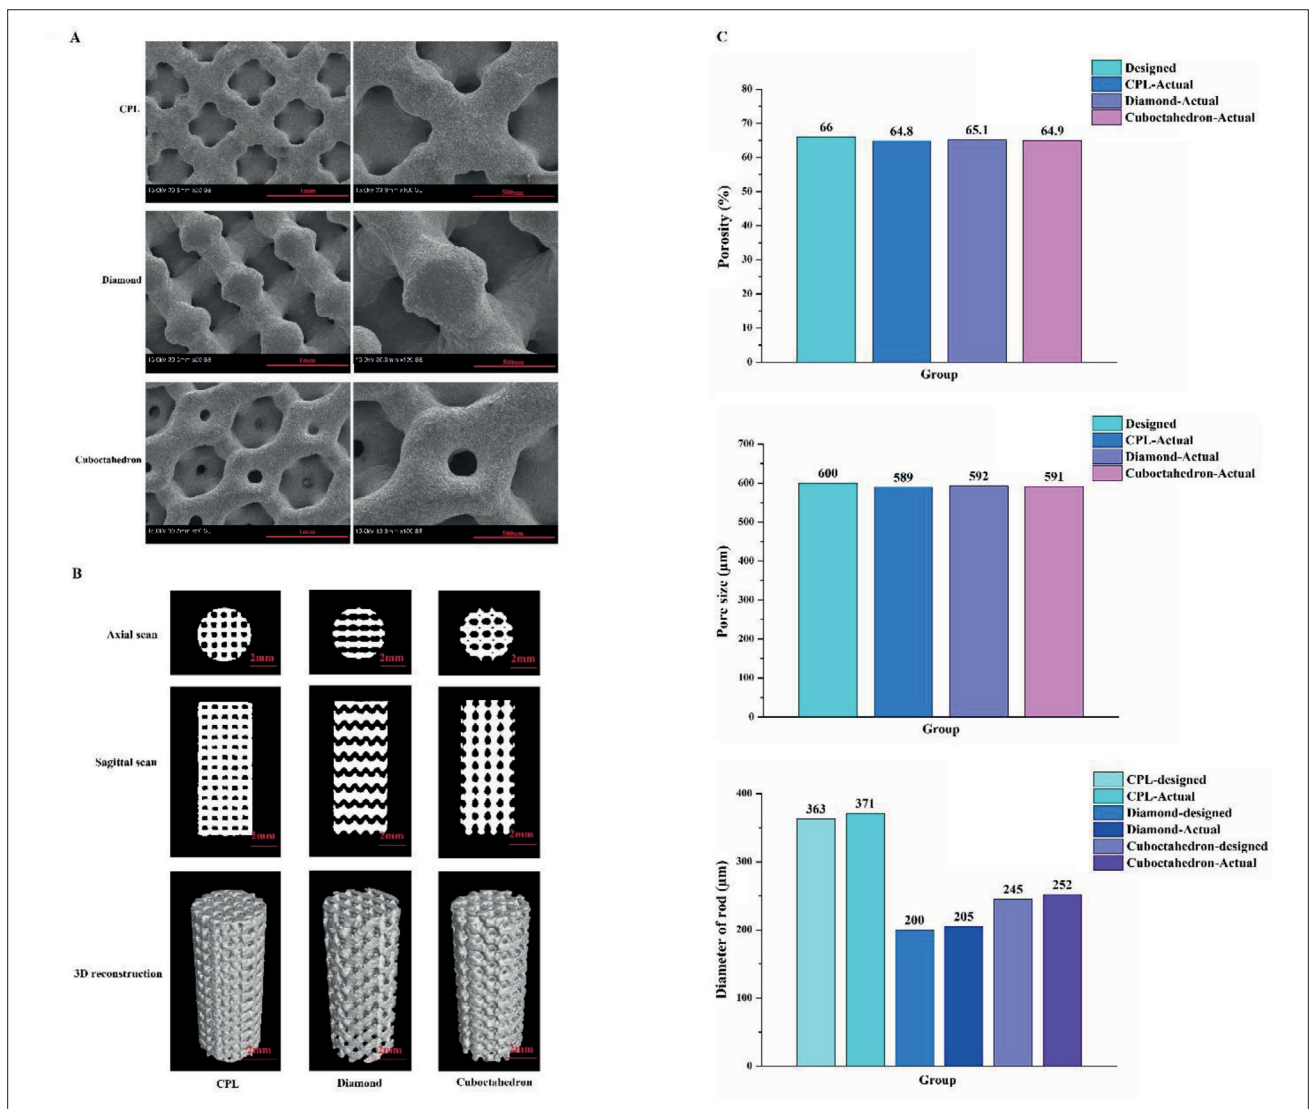 A
CPL
1mm
500um
Diamond
1mm
500um
Cuboctahedron
1mm
500um
B
Axial scan
2mm
2mm
2mm
Sagittal scan
2mm
2mm
2mm
3D reconstruction
2mm
2mm
2mm
CPL
Diamond
Cuboctahedron
C
Designed
CPL-Actual
Diamond-Actual
Cuboctahedron-Actual
Porosity (%)
80
70
60
50
40
30
20
10
0
66
64.8
65.1
64.9
Group
Designed
CPL-Actual
Diamond-Actual
Cuboctahedron-Actual
Pore size (μm)
700
600
500
400
300
200
100
0
600
589
592
591
Group
CPL-designed
CPL-Actual
Diamond-designed
Diamond-Actual
Cuboctahedron-designed
Cuboctahedron-Actual
Diameter of rod (μm)
400
300
200
100
0
363
371
200
205
245
252
Group